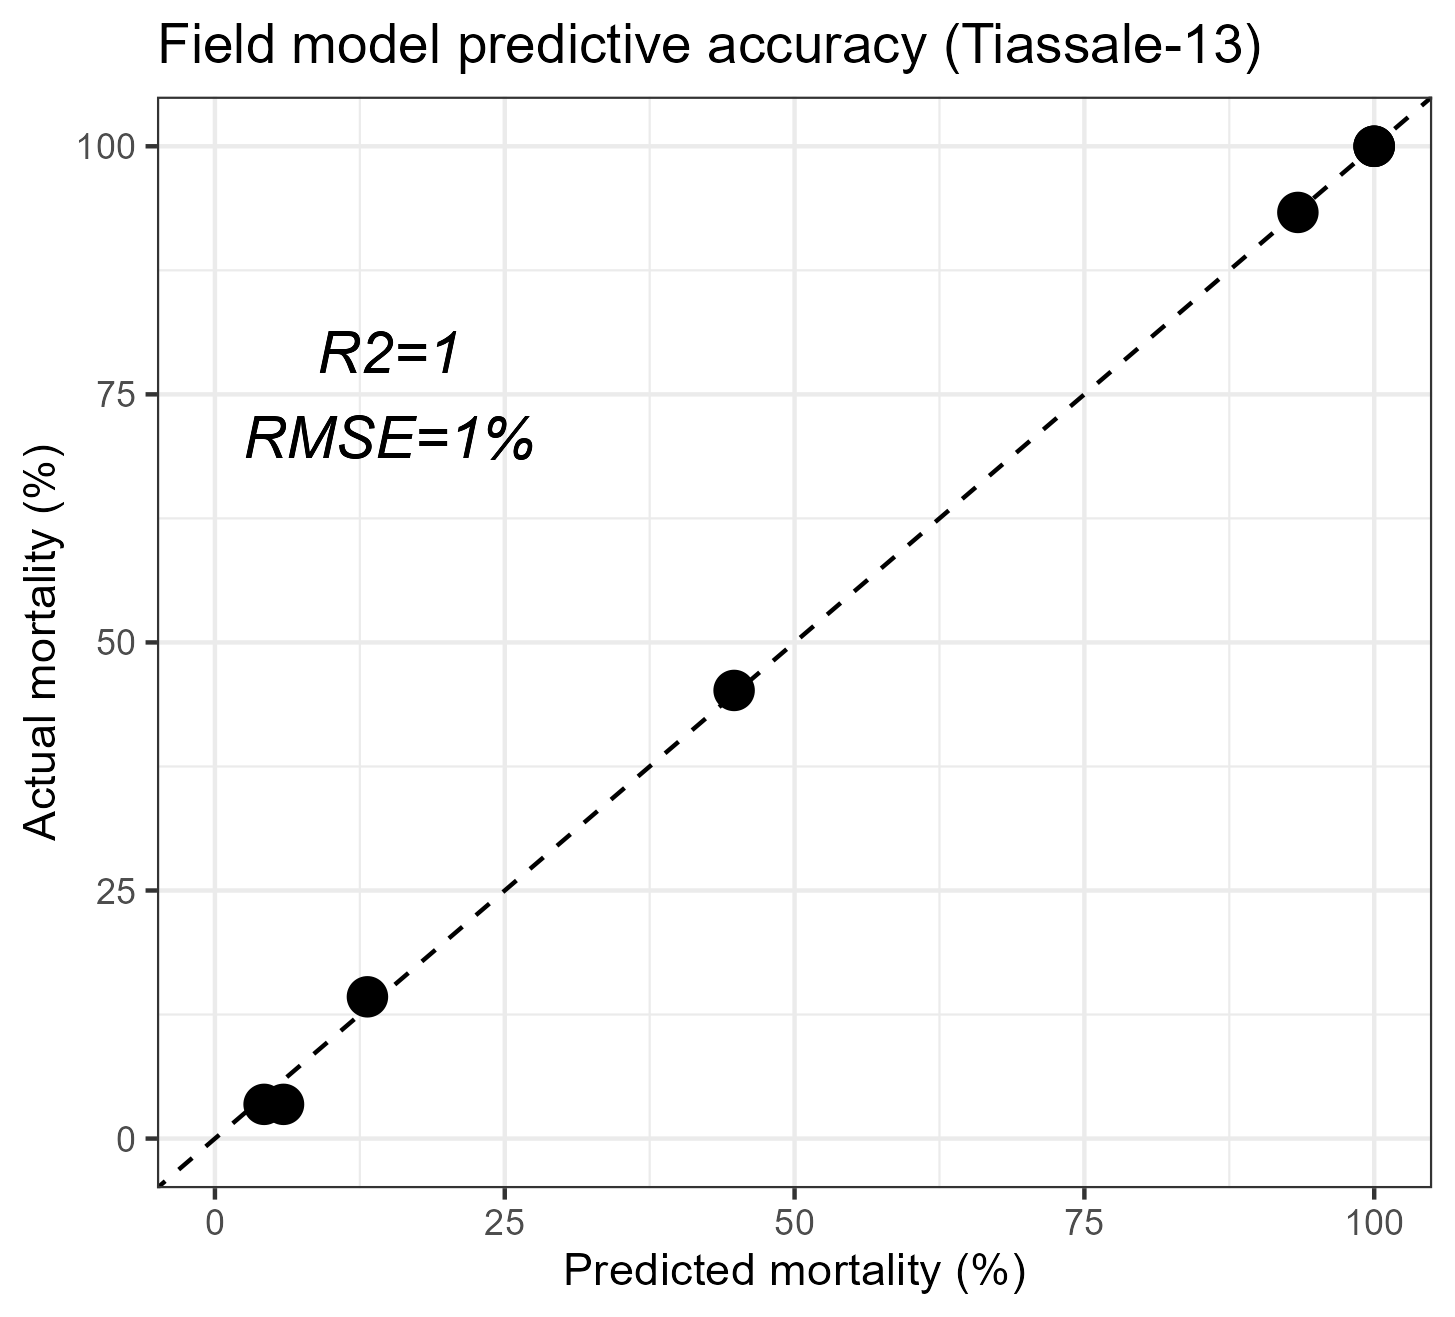 Field model predictive accuracy (Tiassale-13)
100
75
50
25
0
Actual mortality (%)
R2=1
RMSE=1%
0 25 50 75 100
Predicted mortality (%)